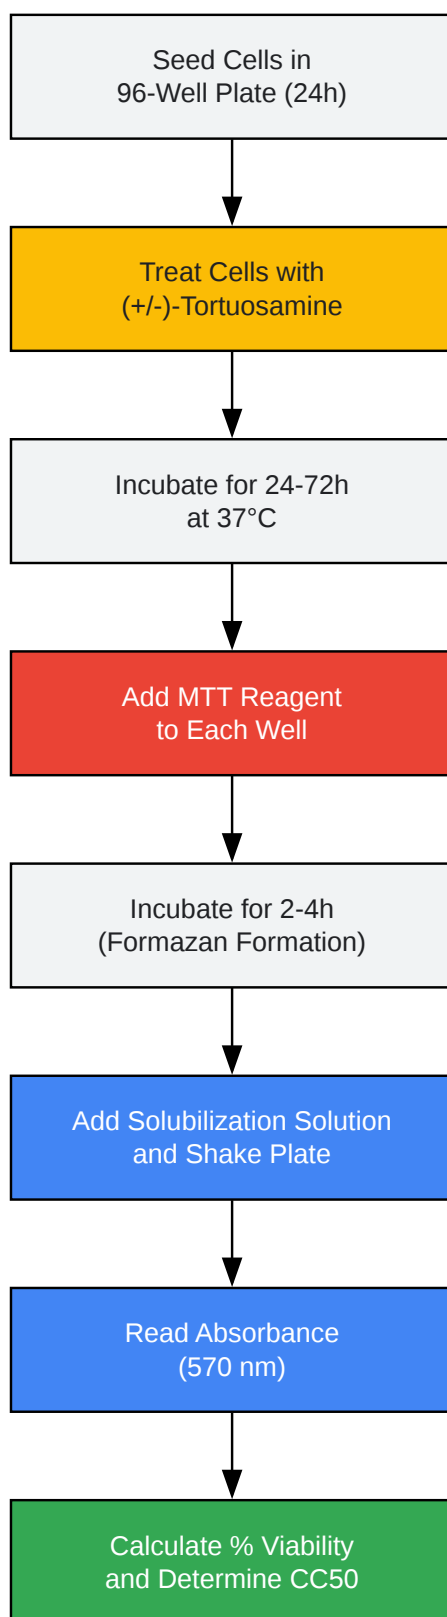 Seed Cells in
96-Well Plate (24h)
Treat Cells with
(+/-)-Tortuosamine
Incubate for 24-72h
at 37°C
Add MTT Reagent
to Each Well
Incubate for 2-4h
(Formazan Formation)
Add Solubilization Solution
and Shake Plate
Read Absorbance
(570 nm)
Calculate % Viability
and Determine CC50